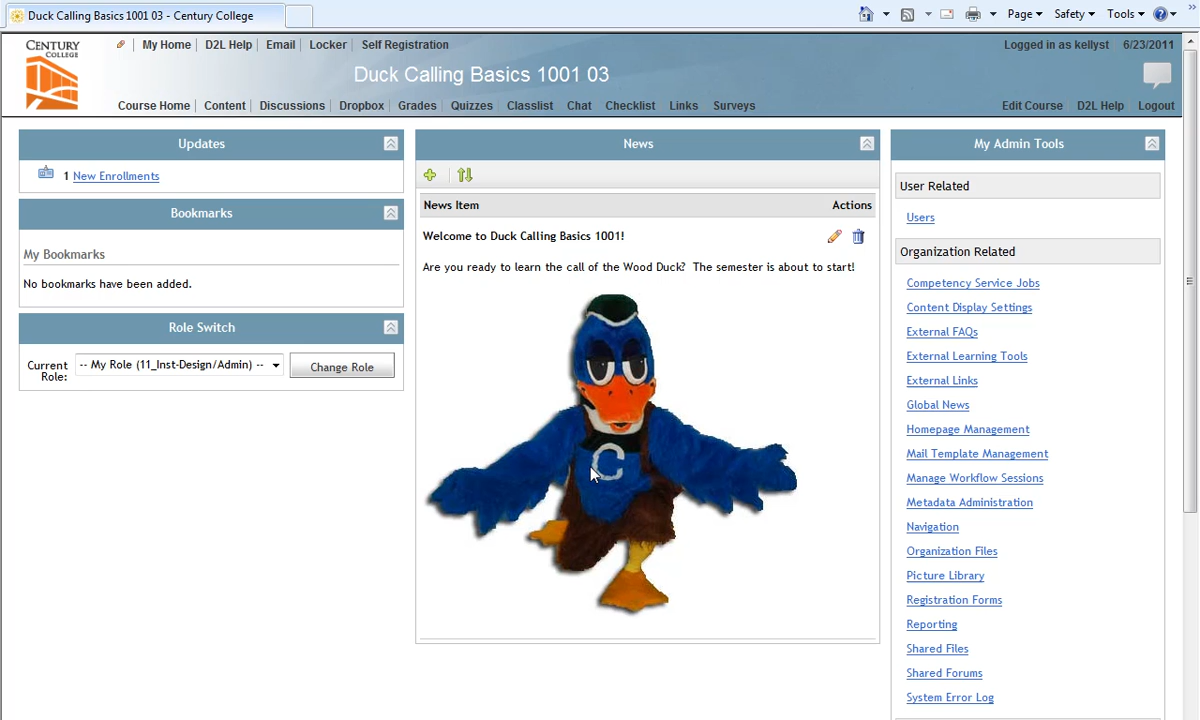 Duck Calling Basics 1001 03 - Century College
Page
Safety
Tools
»
CENTURY
COLLEGE
My Home
D2L Help
Email
Locker
Self Registration
Logged in as kellyst
6/23/2011
Duck Calling Basics 1001 03
Course Home
Content
Discussions
Dropbox
Grades
Quizzes
Classlist
Chat
Checklist
Links
Surveys
Edit Course
D2L Help
Logout
Updates
1 New Enrollments
Bookmarks
My Bookmarks
No bookmarks have been added.
Role Switch
Current
Role:
-- My Role (11_Inst-Design/Admin) --
Change Role
News
News Item
Actions
Welcome to Duck Calling Basics 1001!
Are you ready to learn the call of the Wood Duck? The semester is about to start!
C
My Admin Tools
User Related
Users
Organization Related
Competency Service Jobs
Content Display Settings
External FAQs
External Learning Tools
External Links
Global News
Homepage Management
Mail Template Management
Manage Workflow Sessions
Metadata Administration
Navigation
Organization Files
Picture Library
Registration Forms
Reporting
Shared Files
Shared Forums
System Error Log